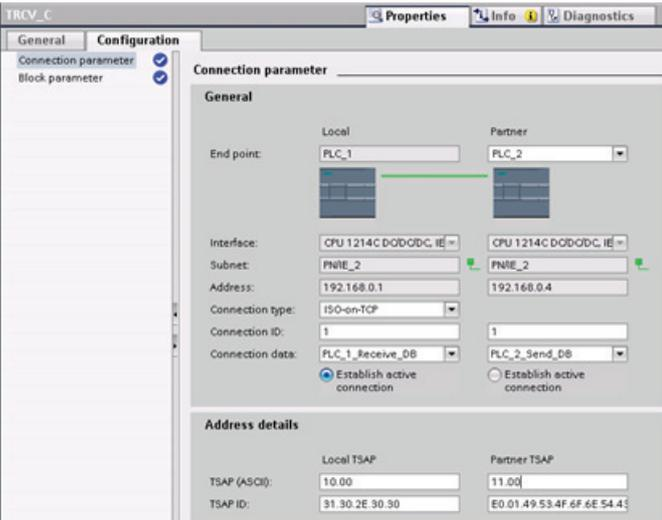 TRCV_C
Properties
Info
Diagnostics
General
Configuration
Connection parameter
Block parameter
Connection parameter
General
Local Partner
End point: PLC_1 PLC_2
Interface: CPU 1214C DC/DC/DC, IE CPU 1214C DC/DC/DC, IE
Subnet: PN/IE_2 PN/IE_2
Address: 192.168.0.1 192.168.0.4
Connection type: ISO-on-TCP
Connection ID: 1 1
Connection data: PLC_1_Receive_DB PLC_2_Send_DB
Establish active Establish active
connection connection
Address details
Local TSAP Partner TSAP
TSAP (ASCII): 10.00 11.00
TSAP ID: 31.30.2E.30.30 E0.01.49.53.4F.6F.6E.54.43